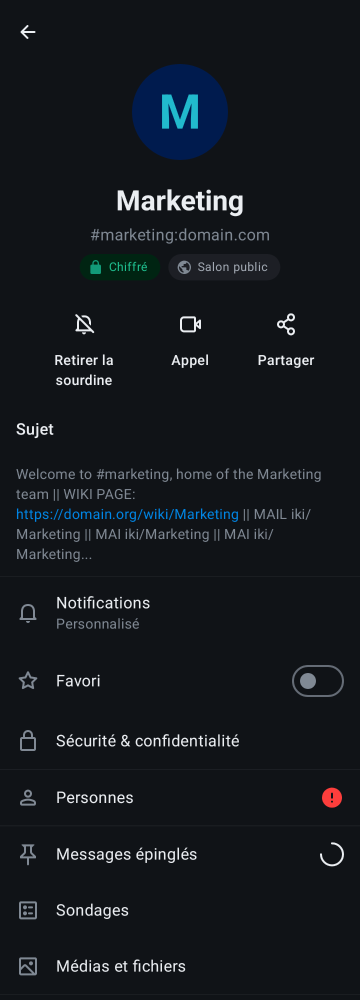 M
Marketing
#marketing:domain.com
Chiffré
Salon public
Retirer la
sourdine
Appel
Partager
Sujet
Welcome to #marketing, home of the Marketing
team || WIKI PAGE:
https://domain.org/wiki/Marketing || MAIL iki/
Marketing || MAI iki/Marketing || MAI iki/
Marketing...
Notifications
Personnalisé
Favori
Sécurité & confidentialité
Personnes
Messages épinglés
Sondages
Médias et fichiers